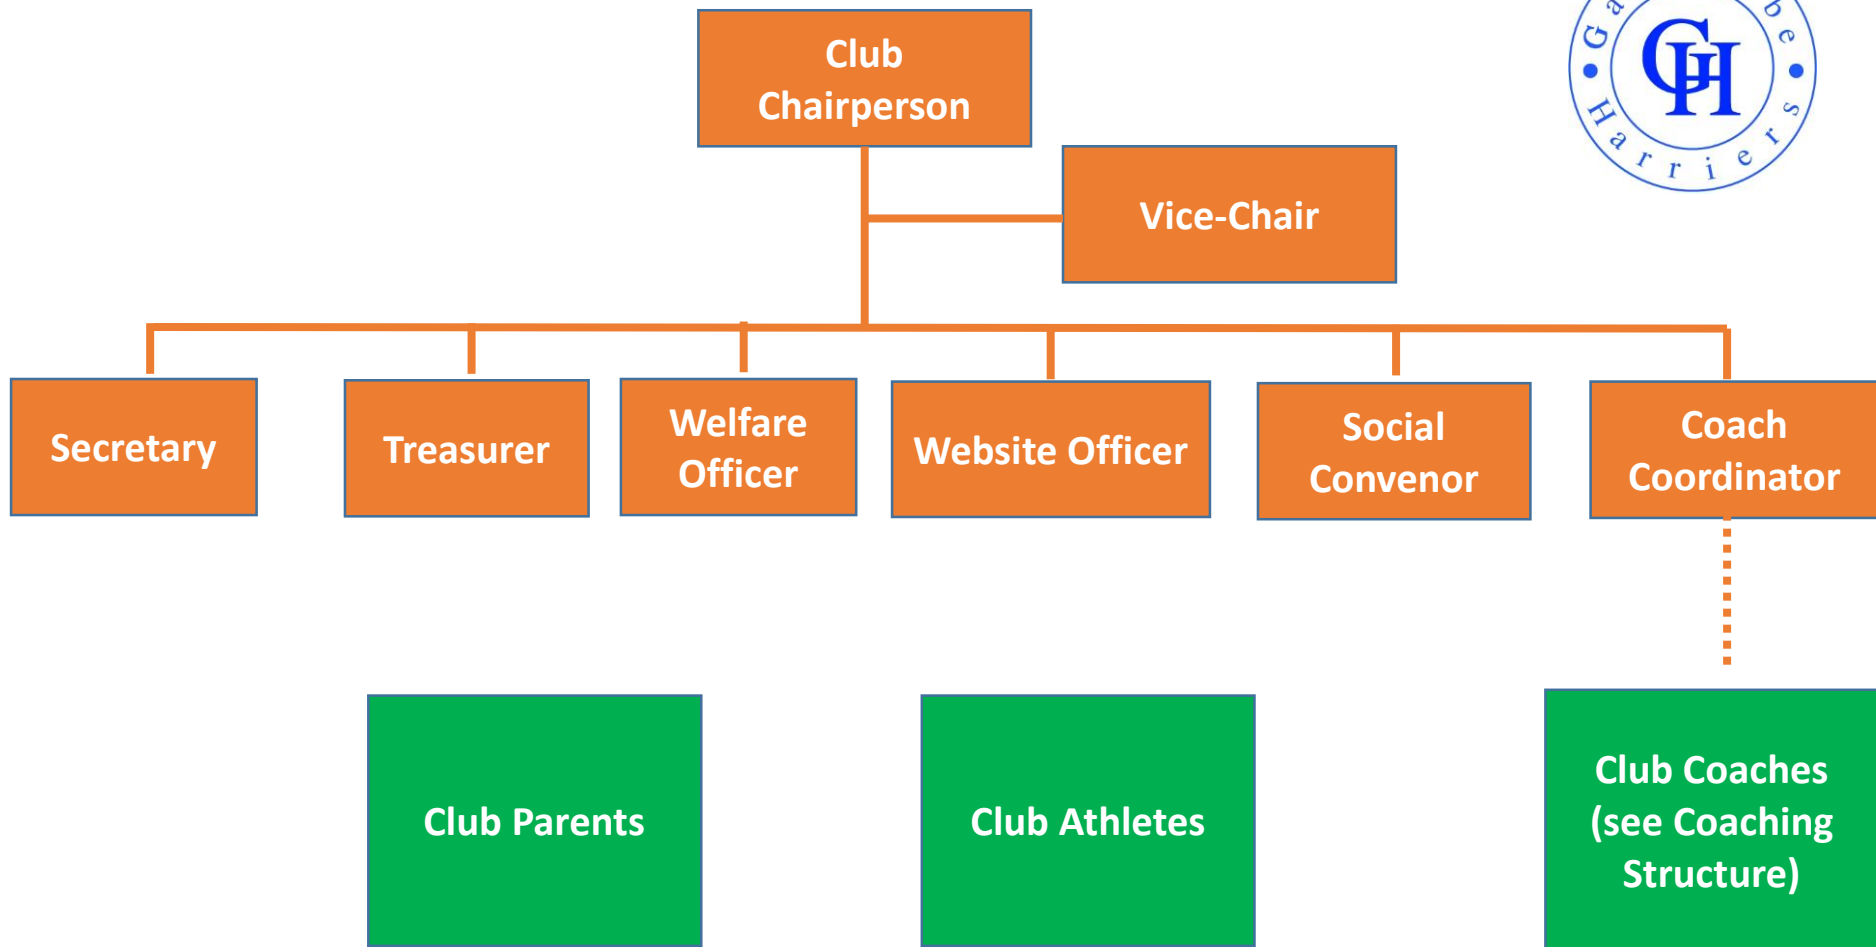 Club
Chairperson
GH
Harriers
Vice-Chair
Secretary
Treasurer
Welfare
Officer
Website Officer
Social
Convenor
Coach
Coordinator
Club Parents
Club Athletes
Club Coaches
(see Coaching
Structure)